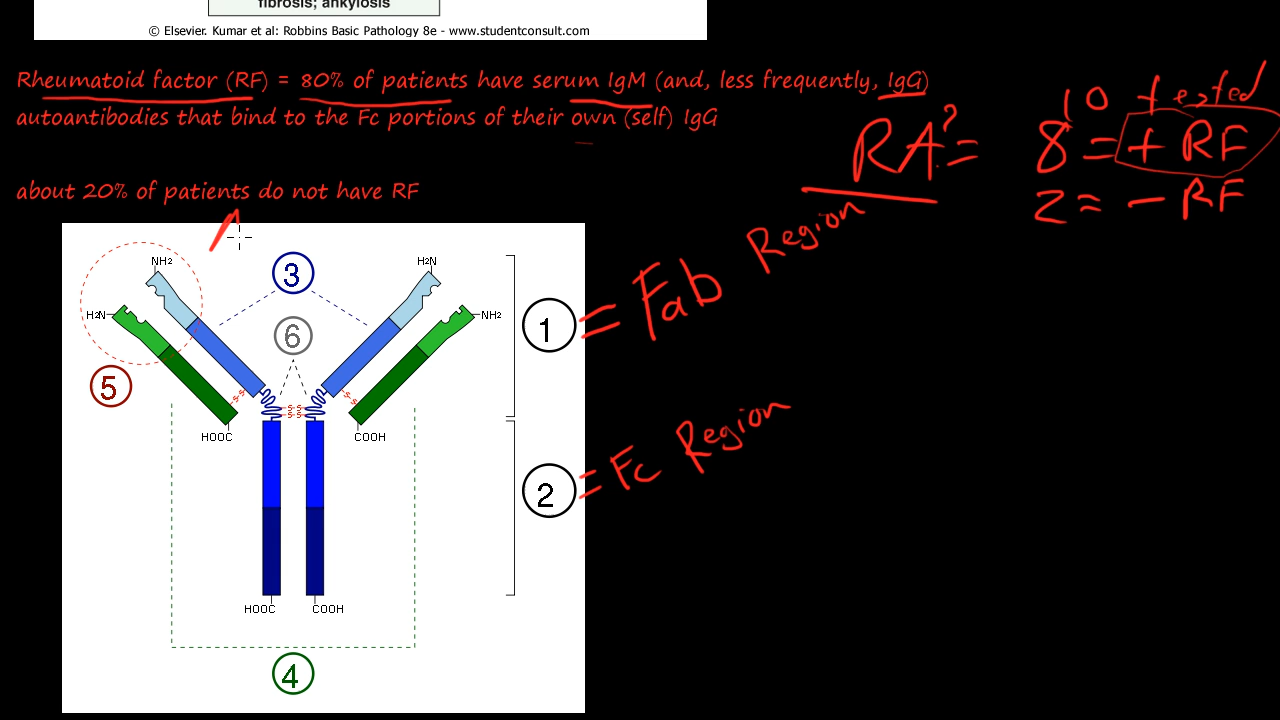 fibrosis; ankylosis
© Elsevier. Kumar et al: Robbins Basic Pathology 8e - www.studentconsult.com
Rheumatoid factor (RF) = 80% of patients have serum IgM (and, less frequently, IgG)
autoantibodies that bind to the Fc portions of their own (self) IgG
about 20% of patients do not have RF
RA? =
10 tested
8 = + RF
2 = - RF
NH2
H2N
3
H2N
NH2
6
1
= Fab Region
5
S-S
S-S
S-S
S-S
HOOC
COOH
2
= Fc Region
HOOC
COOH
4